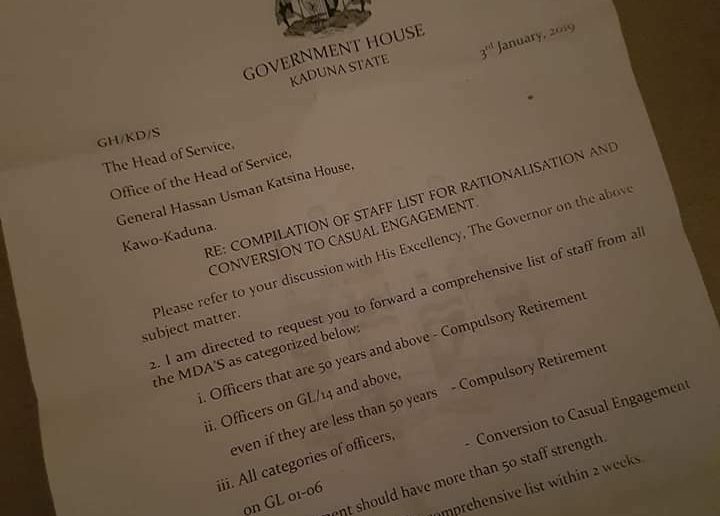 GOVERNMENT HOUSE
KADUNA STATE
3rd January, 2019
GH/KD/S
The Head of Service,
Office of the Head of Service,
General Hassan Usman Katsina House,
Kawo-Kaduna.
RE: COMPILATION OF STAFF LIST FOR RATIONALISATION AND
CONVERSION TO CASUAL ENGAGEMENT.
Please refer to your discussion with His Excellency, The Governor on the above
subject matter.
2. I am directed to request you to forward a comprehensive list of staff from all
the MDA'S as categorized below:
i. Officers that are 50 years and above - Compulsory Retirement
ii. Officers on GL/14 and above,
even if they are less than 50 years - Compulsory Retirement
iii. All categories of officers,
on GL 01-06 - Conversion to Casual Engagement
should have more than 50 staff strength.
list within 2 weeks.